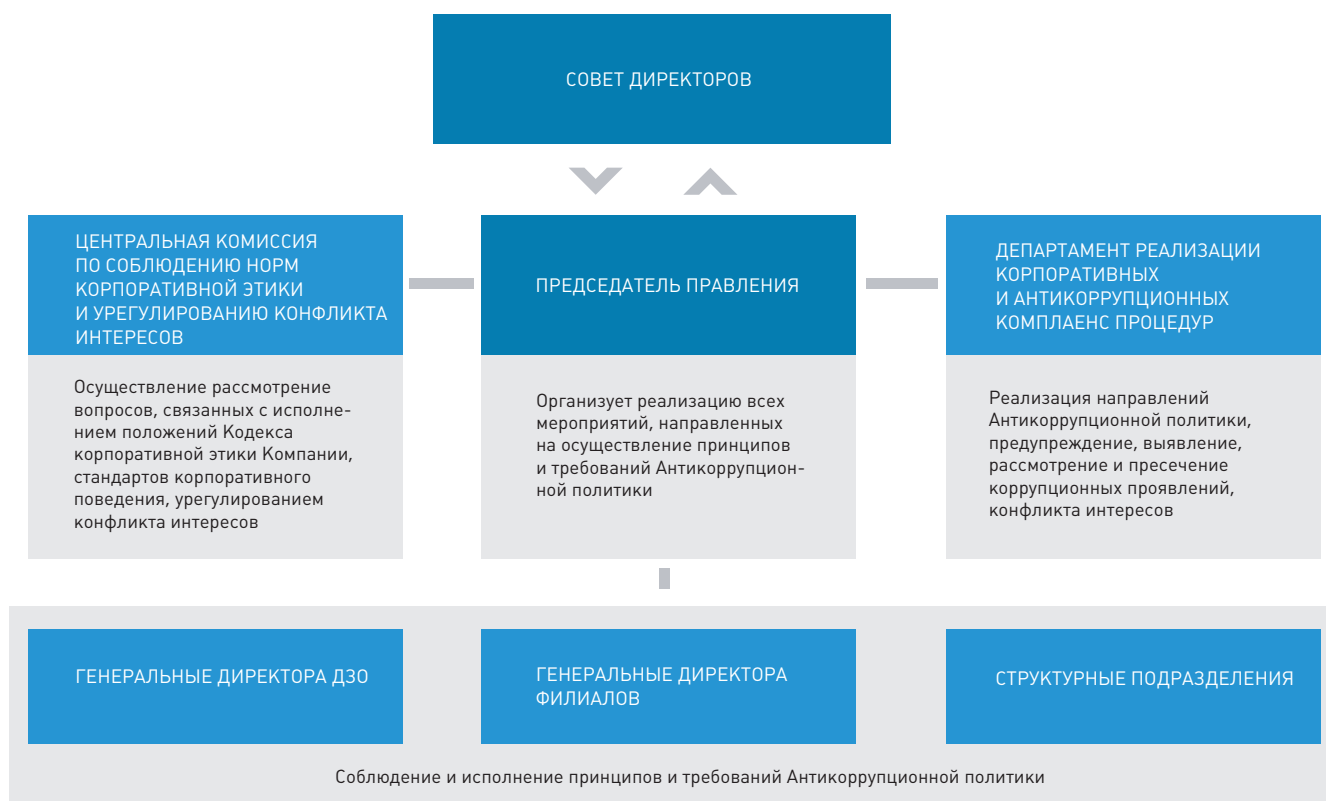 СОВЕТ ДИРЕКТОРОВ
ЦЕНТРАЛЬНАЯ КОМИССИЯ
ПО СОБЛЮДЕНИЮ НОРМ
КОРПОРАТИВНОЙ ЭТИКИ
И УРЕГУЛИРОВАНИЮ КОНФЛИКТА
ИНТЕРЕСОВ
Осуществление рассмотрение
вопросов, связанных с исполне-
нием положений Кодекса
корпоративной этики Компании,
стандартов корпоративного
поведения, урегулированием
конфликта интересов
ПРЕДСЕДАТЕЛЬ ПРАВЛЕНИЯ
Организует реализацию всех
мероприятий, направленных
на осуществление принципов
и требований Антикоррупцион-
ной политики
ДЕПАРТАМЕНТ РЕАЛИЗАЦИИ
КОРПОРАТИВНЫХ
И АНТИКОРРУПЦИОННЫХ
КОМПЛАЕНС ПРОЦЕДУР
Реализация направлений
Антикоррупционной политики,
предупреждение, выявление,
рассмотрение и пресечение
коррупционных проявлений,
конфликта интересов
ГЕНЕРАЛЬНЫЕ ДИРЕКТОРА ДЗО
ГЕНЕРАЛЬНЫЕ ДИРЕКТОРА
ФИЛИАЛОВ
СТРУКТУРНЫЕ ПОДРАЗДЕЛЕНИЯ
Соблюдение и исполнение принципов и требований Антикоррупционной политики